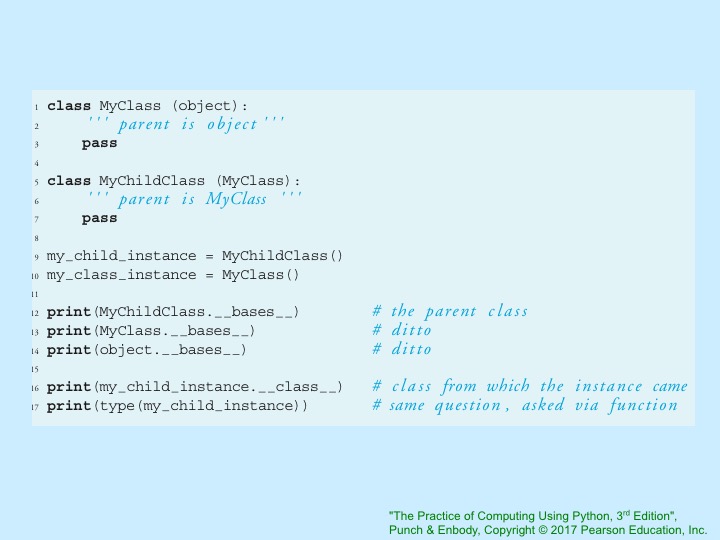 1 class MyClass (object):
2     ''' parent is object '''
3     pass
4
5 class MyChildClass (MyClass):
6     ''' parent is MyClass '''
7     pass
8
9 my_child_instance = MyChildClass()
10 my_class_instance = MyClass()
11
12 print(MyChildClass.__bases__) # the parent class
13 print(MyClass.__bases__) # ditto
14 print(object.__bases__) # ditto
15
16 print(my_child_instance.__class__) # class from which the instance came
17 print(type(my_child_instance)) # same question, asked via function
"The Practice of Computing Using Python, 3rd Edition",
Punch & Enbody, Copyright © 2017 Pearson Education, Inc.